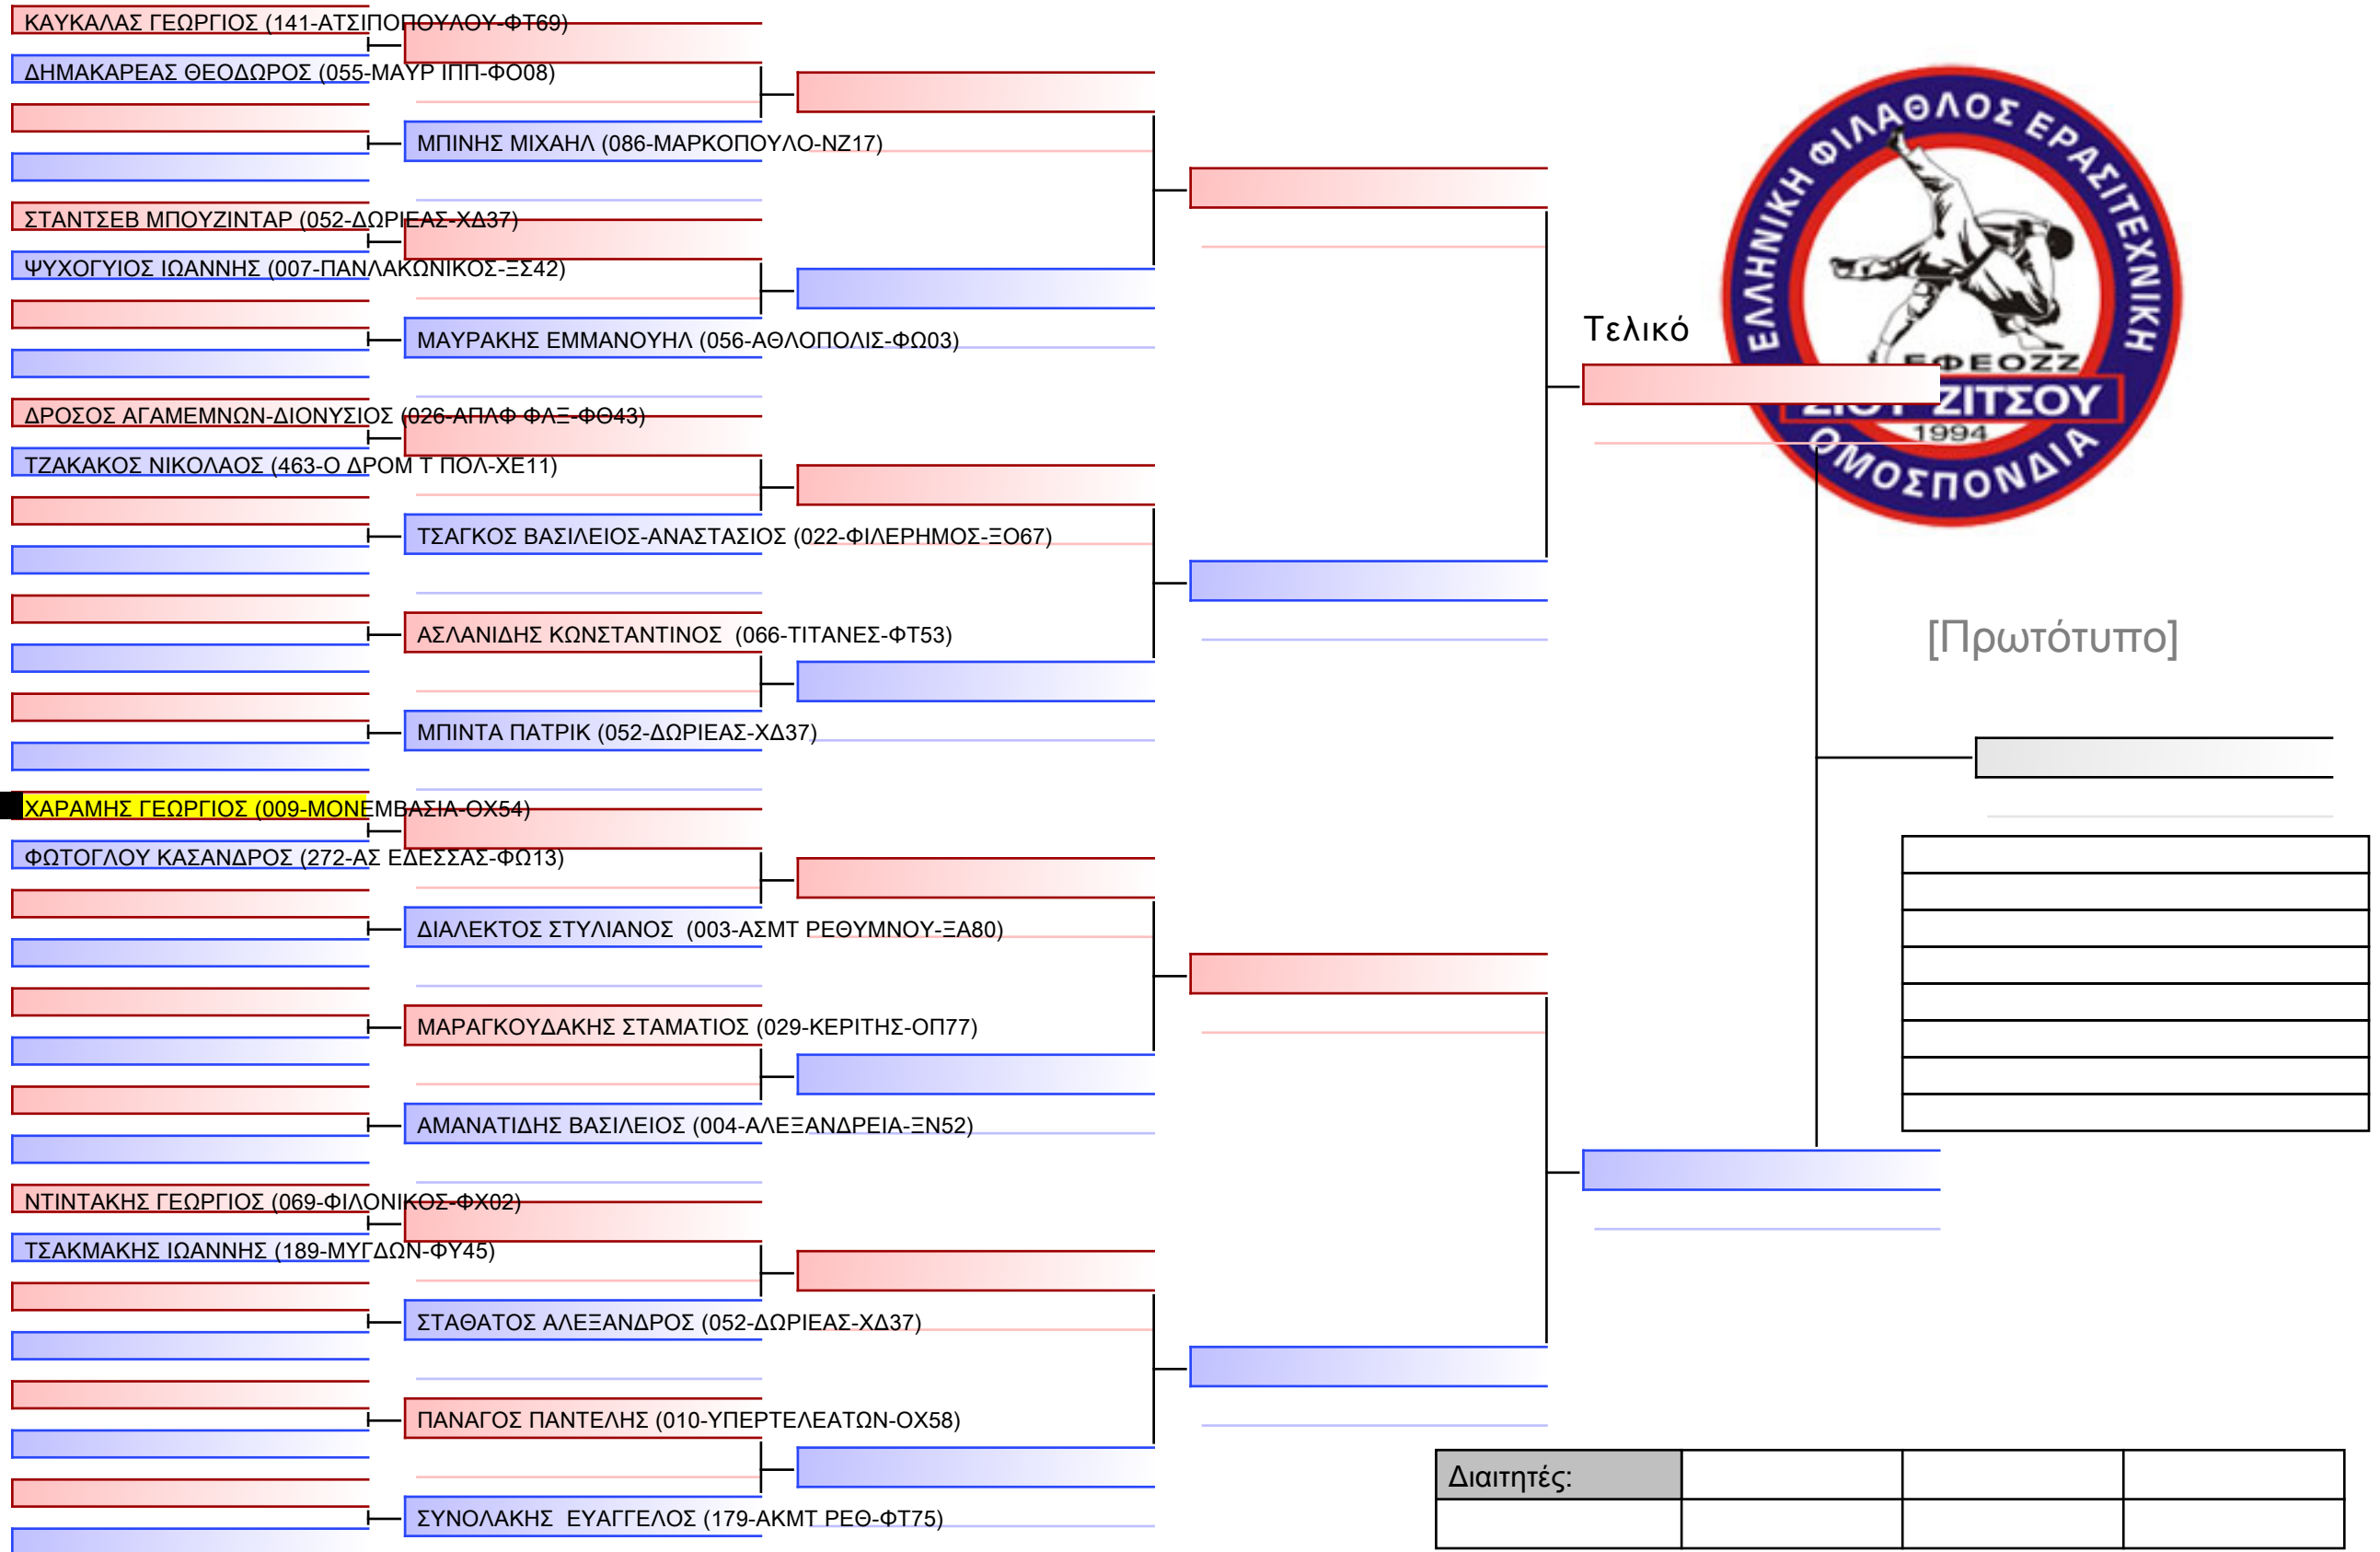 ΚΑΥΚΑΛΑΣ ΓΕΩΡΓΙΟΣ (141-ΑΤΣΙΠΟΠΟΥΛΟΥ-ΦΤ69)
ΔΗΜΑΚΑΡΕΑΣ ΘΕΟΔΩΡΟΣ (055-ΜΑΥΡ ΙΠΠ-ΦΟ08)
ΜΠΙΝΗΣ ΜΙΧΑΗΛ (086-ΜΑΡΚΟΠΟΥΛΟ-ΝΖ17)
ΣΤΑΝΤΣΕΒ ΜΠΟΥΖΙΝΤΑΡ (052-ΔΩΡΙΕΑΣ-ΧΔ37)
ΨΥΧΟΓΥΙΟΣ ΙΩΑΝΝΗΣ (007-ΠΑΝΛΑΚΩΝΙΚΟΣ-ΞΣ42)
ΜΑΥΡΑΚΗΣ ΕΜΜΑΝΟΥΗΛ (056-ΑΘΛΟΠΟΛΙΣ-ΦΩ03)
ΔΡΟΣΟΣ ΑΓΑΜΕΜΝΩΝ-ΔΙΟΝΥΣΙΟΣ (026-ΑΠΛΦ ΦΛΞ-ΦΘ43)
ΤΖΑΚΑΚΟΣ ΝΙΚΟΛΑΟΣ (463-Ο ΔΡΟΜ Τ ΠΟΛ-ΧΕ11)
ΤΣΑΓΚΟΣ ΒΑΣΙΛΕΙΟΣ-ΑΝΑΣΤΑΣΙΟΣ (022-ΦΙΛΕΡΗΜΟΣ-ΞΟ67)
ΑΣΛΑΝΙΔΗΣ ΚΩΝΣΤΑΝΤΙΝΟΣ (066-ΤΙΤΑΝΕΣ-ΦΤ53)
ΜΠΙΝΤΑ ΠΑΤΡΙΚ (052-ΔΩΡΙΕΑΣ-ΧΔ37)
ΧΑΡΑΜΗΣ ΓΕΩΡΓΙΟΣ (009-ΜΟΝΕΜΒΑΣΙΑ-ΟΧ54)
ΦΩΤΟΓΛΟΥ ΚΑΣΑΝΔΡΟΣ (272-ΑΣ ΕΔΕΣΣΑΣ-ΦΩ13)
ΔΙΑΛΕΚΤΟΣ ΣΤΥΛΙΑΝΟΣ (003-ΑΣΜΤ ΡΕΘΥΜΝΟΥ-ΞΑ80)
ΜΑΡΑΓΚΟΥΔΑΚΗΣ ΣΤΑΜΑΤΙΟΣ (029-ΚΕΡΙΤΗΣ-ΟΠ77)
ΑΜΑΝΑΤΙΔΗΣ ΒΑΣΙΛΕΙΟΣ (004-ΑΛΕΞΑΝΔΡΕΙΑ-ΞΝ52)
ΝΤΙΝΤΑΚΗΣ ΓΕΩΡΓΙΟΣ (069-ΦΙΛΟΝΙΚΟΣ-ΦΧ02)
ΤΣΑΚΜΑΚΗΣ ΙΩΑΝΝΗΣ (189-ΜΥΓΔΩΝ-ΦΥ45)
ΣΤΑΘΑΤΟΣ ΑΛΕΞΑΝΔΡΟΣ (052-ΔΩΡΙΕΑΣ-ΧΔ37)
ΠΑΝΑΓΟΣ ΠΑΝΤΕΛΗΣ (010-ΥΠΕΡΤΕΛΕΑΤΩΝ-ΟΧ58)
ΣΥΝΟΛΑΚΗΣ ΕΥΑΓΓΕΛΟΣ (179-ΑΚΜΤ ΡΕΘ-ΦΤ75)
Τελικό
ΕΛΛΗΝΙΚΗ ΦΙΛΑΘΛΟΣ ΕΡΑΣΙΤΕΧΝΙΚΗ
ΕΦΕΟΖΖ
ΖΙΤΣΟΥ
1994
ΟΜΟΣΠΟΝΔΙΑ
[Πρωτότυπο]
Διαιτητές: